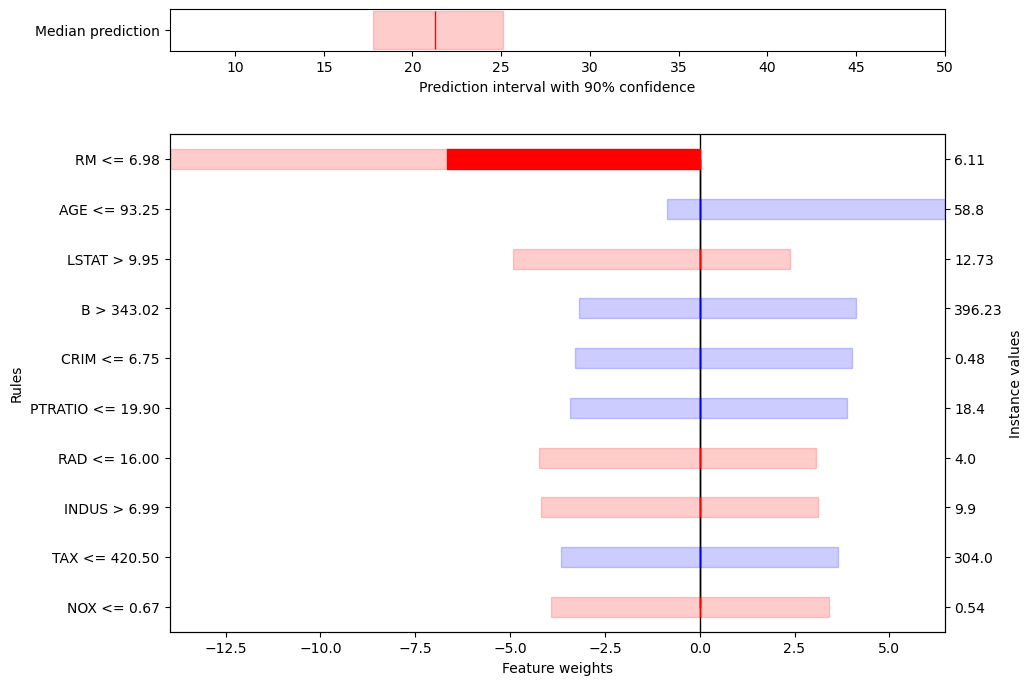 Median prediction
10 15 20 25 30 35 40 45 50
Prediction interval with 90% confidence
Rules
RM <= 6.98 6.11
AGE <= 93.25 58.8
LSTAT > 9.95 12.73
B > 343.02 396.23
CRIM <= 6.75 0.48
PTRATIO <= 19.90 18.4
RAD <= 16.00 4.0
INDUS > 6.99 9.9
TAX <= 420.50 304.0
NOX <= 0.67 0.54
Instance values
−12.5 −10.0 −7.5 −5.0 −2.5 0.0 2.5 5.0
Feature weights